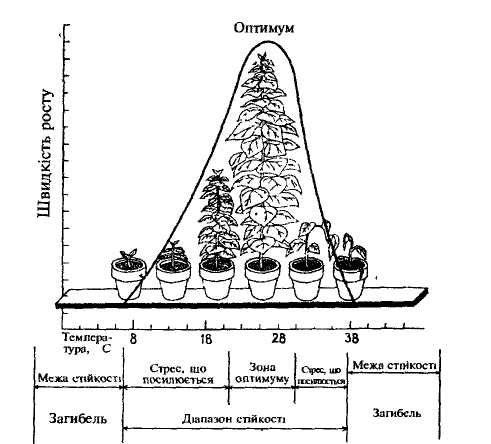 Оптимум
Швидкість росту
Темпера-
тура, С
8 18 28 38
Межа стійкості
Стрес, що
посилюється
Зона
оптимуму
Стрес, що
посилюється
Межа стійкості
Загибель
Діапазон стійкості
Загибель